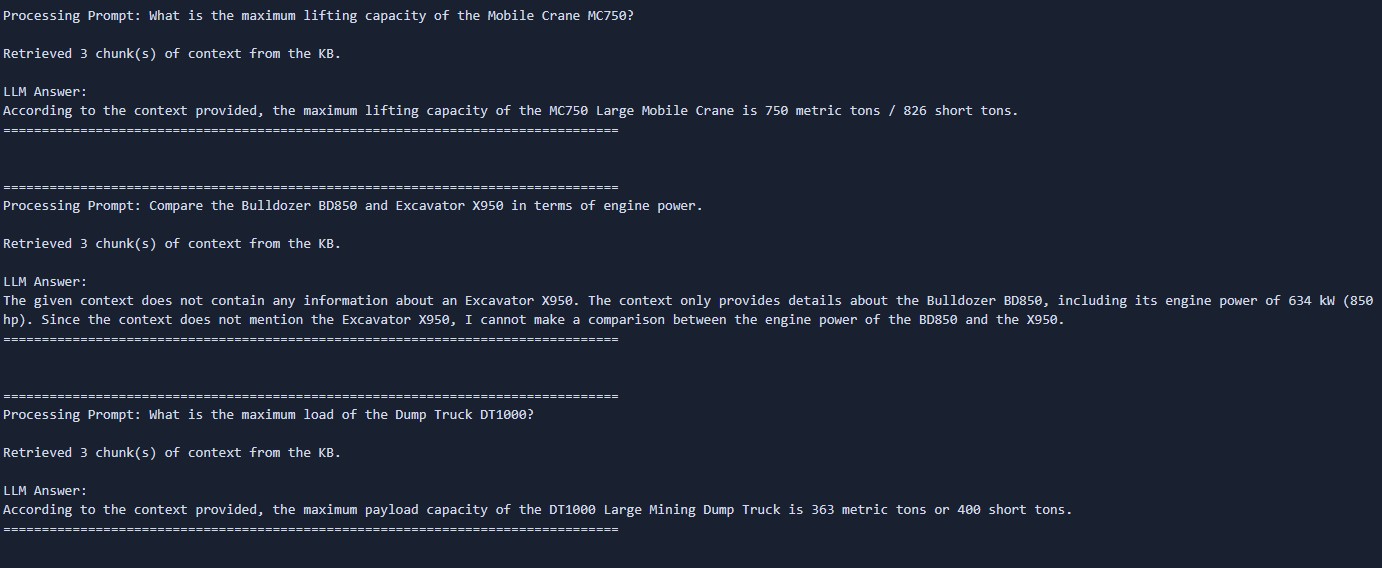 Processing Prompt: What is the maximum lifting capacity of the Mobile Crane MC750?
Retrieved 3 chunk(s) of context from the KB.
LLM Answer:
According to the context provided, the maximum lifting capacity of the MC750 Large Mobile Crane is 750 metric tons / 826 short tons.
================================================================================
================================================================================
Processing Prompt: Compare the Bulldozer BD850 and Excavator X950 in terms of engine power.
Retrieved 3 chunk(s) of context from the KB.
LLM Answer:
The given context does not contain any information about an Excavator X950. The context only provides details about the Bulldozer BD850, including its engine power of 634 kW (850
hp). Since the context does not mention the Excavator X950, I cannot make a comparison between the engine power of the BD850 and the X950.
================================================================================
================================================================================
Processing Prompt: What is the maximum load of the Dump Truck DT1000?
Retrieved 3 chunk(s) of context from the KB.
LLM Answer:
According to the context provided, the maximum payload capacity of the DT1000 Large Mining Dump Truck is 363 metric tons or 400 short tons.
================================================================================